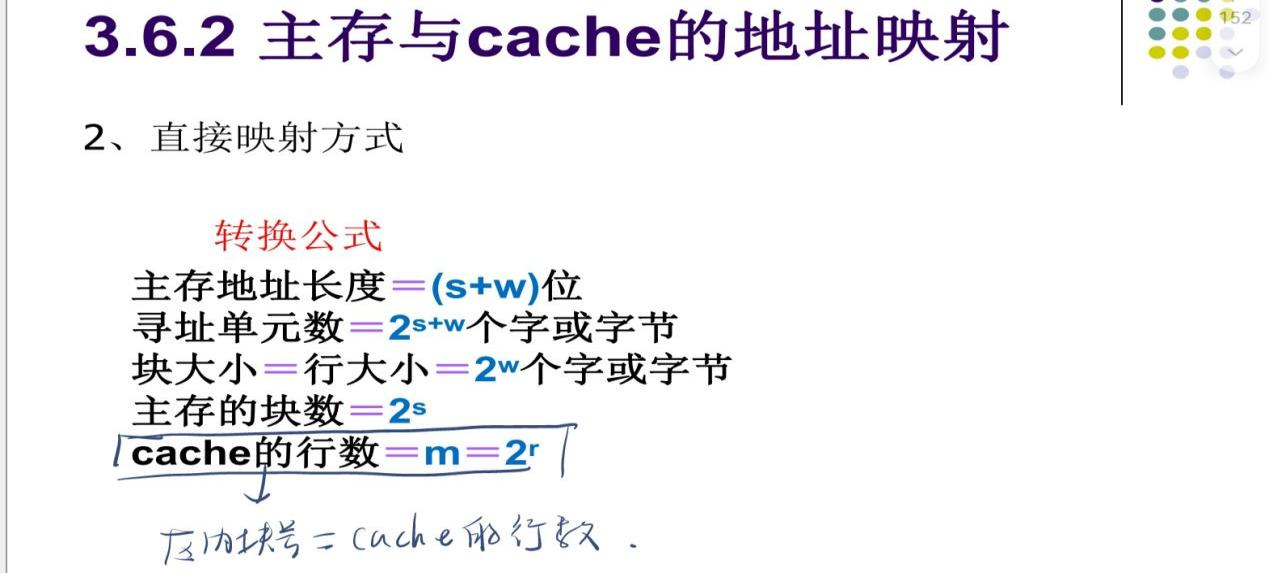 3.6.2 主存与cache的地址映射
152
2、直接映射方式
转换公式
主存地址长度=(s+w)位
寻址单元数=2ˢ⁺ʷ个字或字节
块大小=行大小=2ʷ个字或字节
主存的块数=2ˢ
cache的行数=m=2ʳ
区内块号=cache的行数.